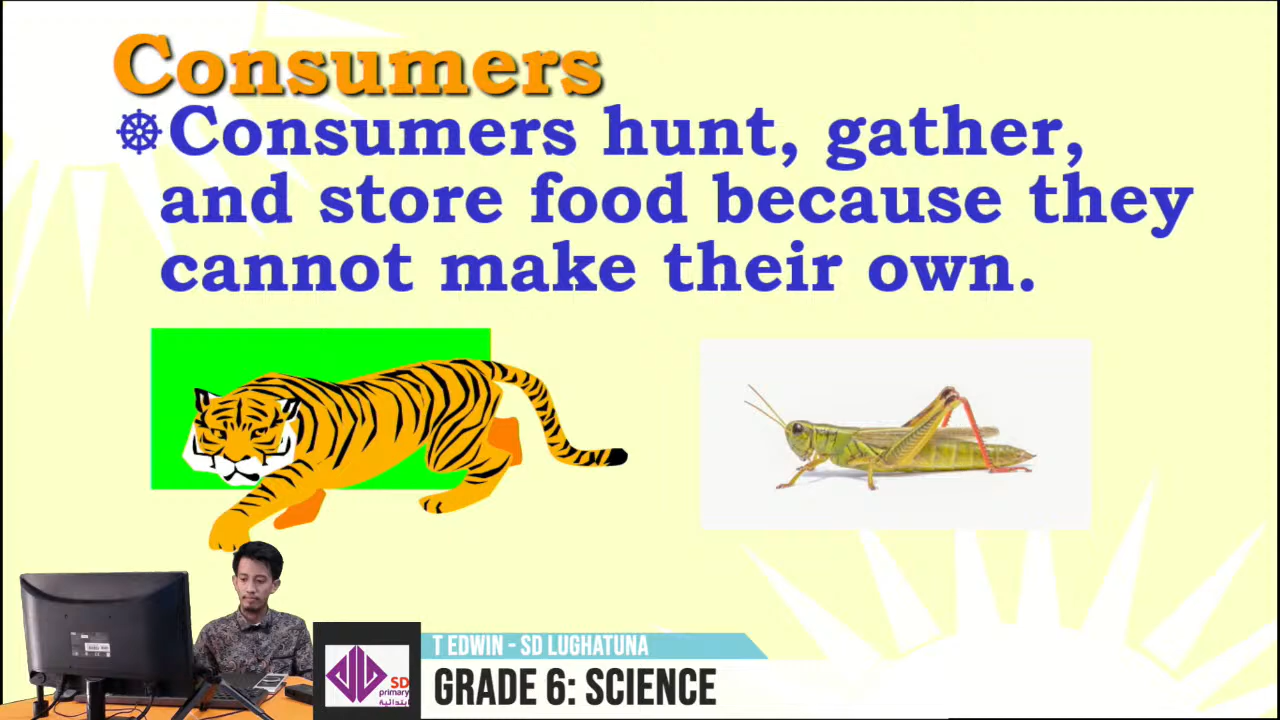 Consumers
Consumers hunt, gather,
and store food because they
cannot make their own.
T EDWIN - SD LUGHATUNA
GRADE 6: SCIENCE
SD
primary
ابتدائية